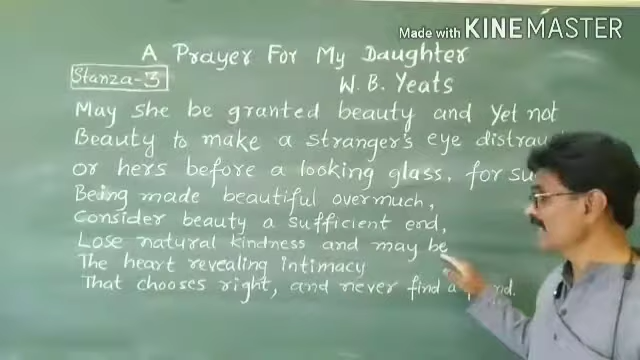 Made with KINEMASTER
A Prayer For My Daughter
Stanza-3
W. B. Yeats
May she be granted beauty and yet not
Beauty to make a stranger's eye
or hers before a looking glass, for
Being made beautiful overmuch,
Consider beauty a sufficient end,
Lose natural kindness and may be
The heart revealing intimacy
That chooses right, and never find a